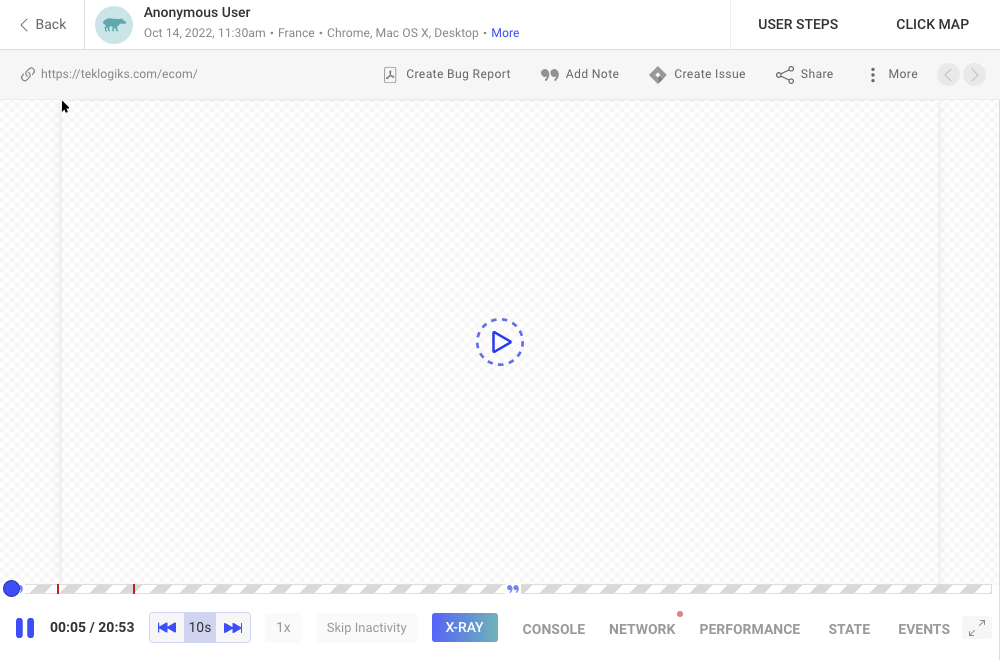 Back
Anonymous User
Oct 14, 2022, 11:30am • France • Chrome, Mac OS X, Desktop • More
USER STEPS
CLICK MAP
https://teklogiks.com/ecom/
Create Bug Report
Add Note
Create Issue
Share
More
00:05 / 20:53
10s
1x
Skip Inactivity
X-RAY
CONSOLE
NETWORK
PERFORMANCE
STATE
EVENTS